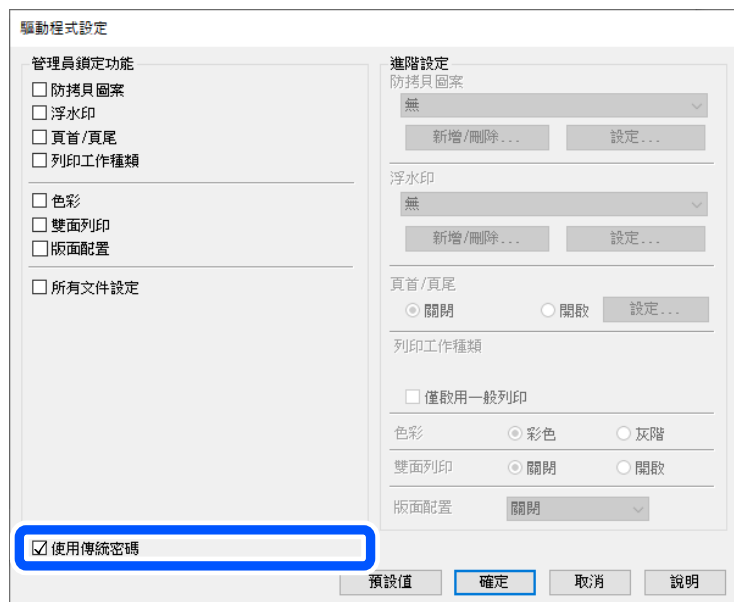 驅動程式設定
管理員鎖定功能
防拷貝圖案
浮水印
頁首/頁尾
列印工作種類
色彩
雙面列印
版面配置
所有文件設定
使用傳統密碼
進階設定
防拷貝圖案
無
新增/刪除... 設定...
浮水印
無
新增/刪除... 設定...
頁首/頁尾
關閉 開啟 設定...
列印工作種類
僅啟用一般列印
色彩 彩色 灰階
雙面列印 關閉 開啟
版面配置 關閉
預設值 確定 取消 說明